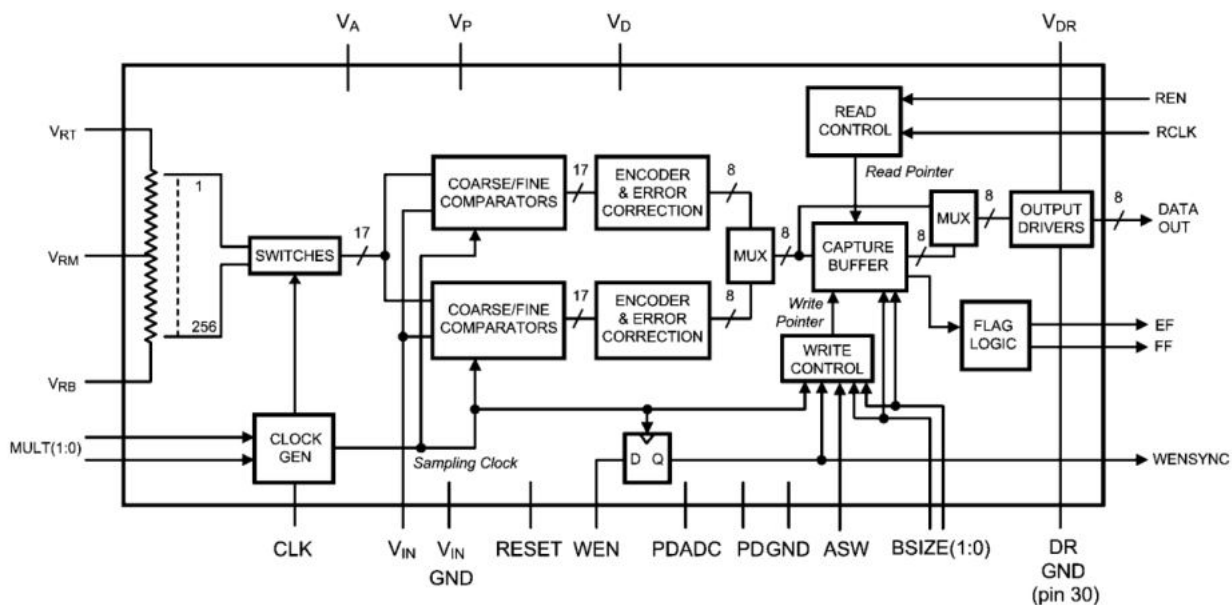 VA
VP
VD
VDR
VRT
VRM
VRB
MULT(1:0)
1
256
SWITCHES
17
CLOCK
GEN
Sampling Clock
COARSE/FINE
COMPARATORS
17
ENCODER
& ERROR
CORRECTION
8
COARSE/FINE
COMPARATORS
17
ENCODER
& ERROR
CORRECTION
8
MUX
8
READ
CONTROL
Read Pointer
CAPTURE
BUFFER
8
Write
Pointer
WRITE
CONTROL
MUX
8
OUTPUT
DRIVERS
8
FLAG
LOGIC
D Q
REN
RCLK
DATA
OUT
EF
FF
WENSYNC
CLK
VIN
VIN
GND
RESET
WEN
PDADC
PD
GND
ASW
BSIZE(1:0)
DR
GND
(pin 30)